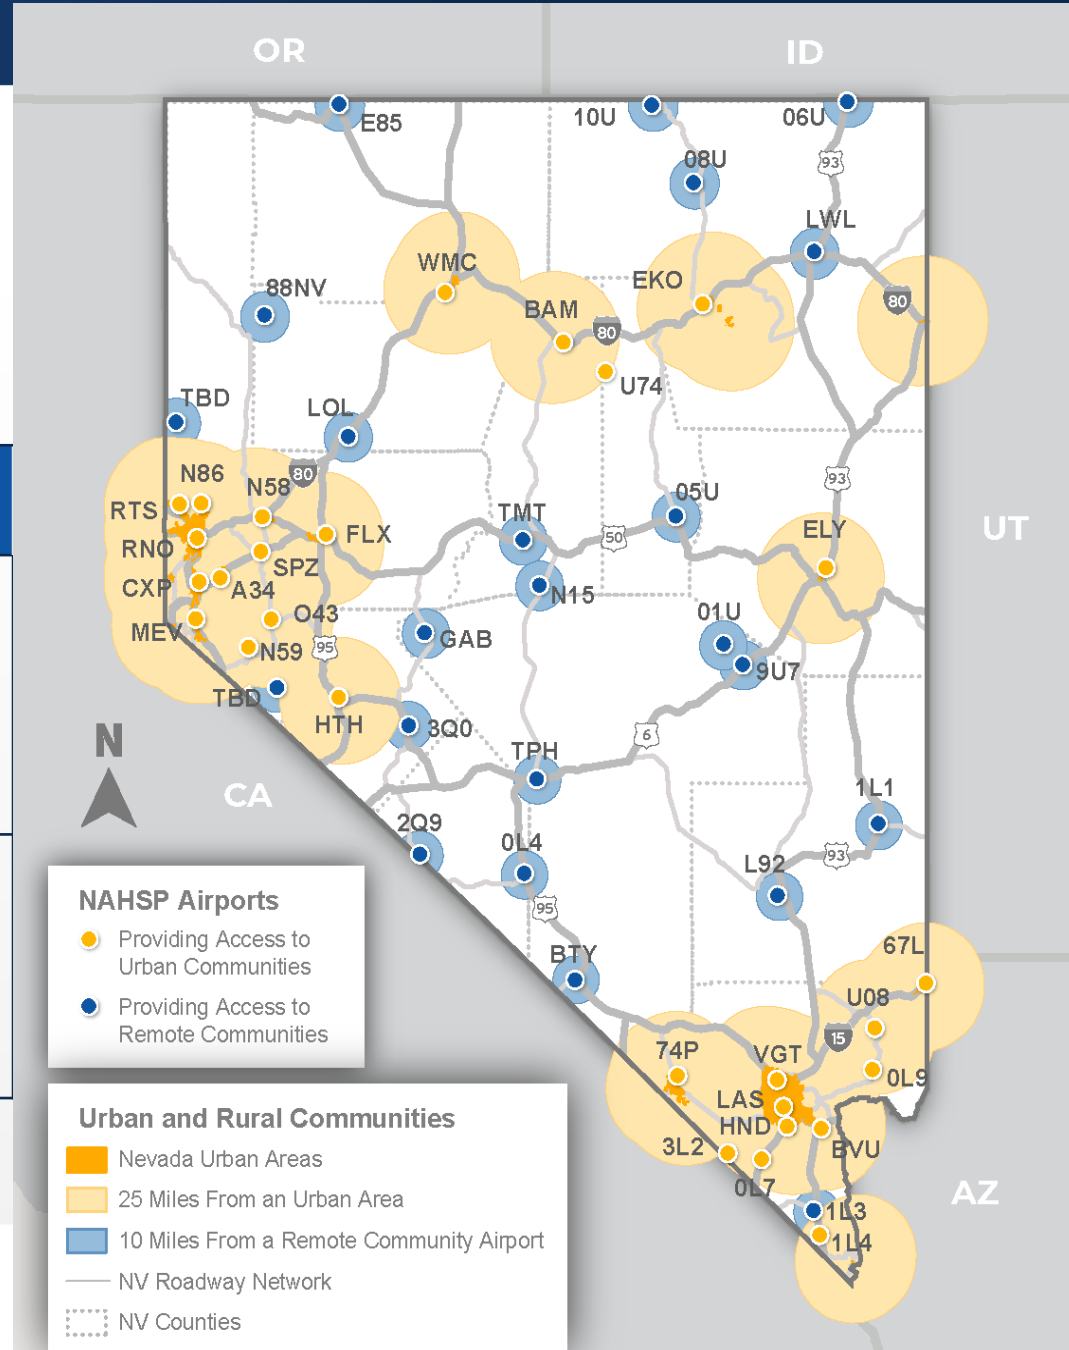 OR
ID
E85
10U
06U
93
08U
LWL
WMC
EKO
88NV
80
BAM
80
U74
TBD
LOL
93
80
N86
N58
05U
RTS
TMT
FLX
50
ELY
UT
RNO
SPZ
CXP
A34
N15
01U
O43
MEV
GAB
95
N59
9U7
TBD
HTH
3Q0
6
N
TPH
CA
1L1
2Q9
0L4
93
L92
95
NAHSP Airports
Providing Access to
Urban Communities
Providing Access to
Remote Communities
BTY
67L
U08
15
74P
VGT
0L9
LAS
HND
3L2
BVU
0L7
AZ
1L3
1L4
Urban and Rural Communities
Nevada Urban Areas
25 Miles From an Urban Area
10 Miles From a Remote Community Airport
NV Roadway Network
NV Counties